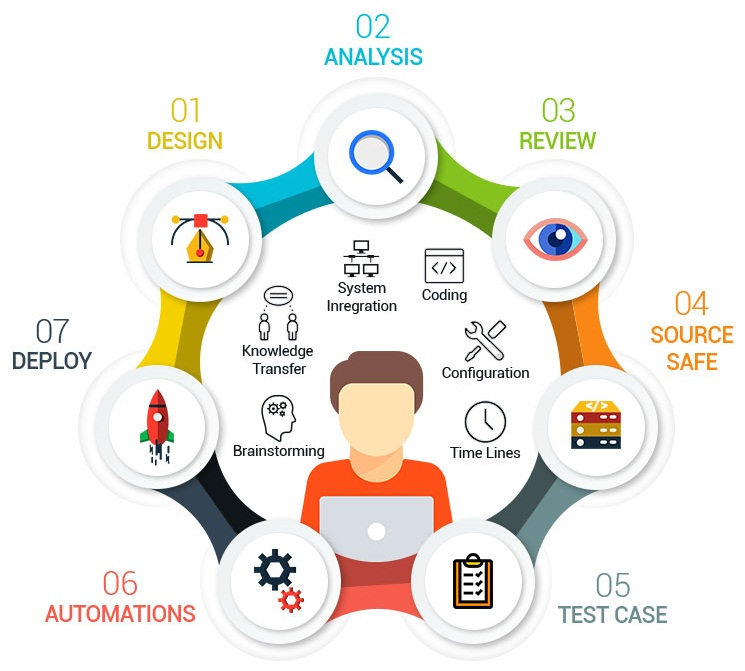 01
DESIGN
02
ANALYSIS
03
REVIEW
04
SOURCE
SAFE
05
TEST CASE
06
AUTOMATIONS
07
DEPLOY
System
Inregration
Coding
Knowledge
Transfer
Configuration
Brainstorming
Time Lines